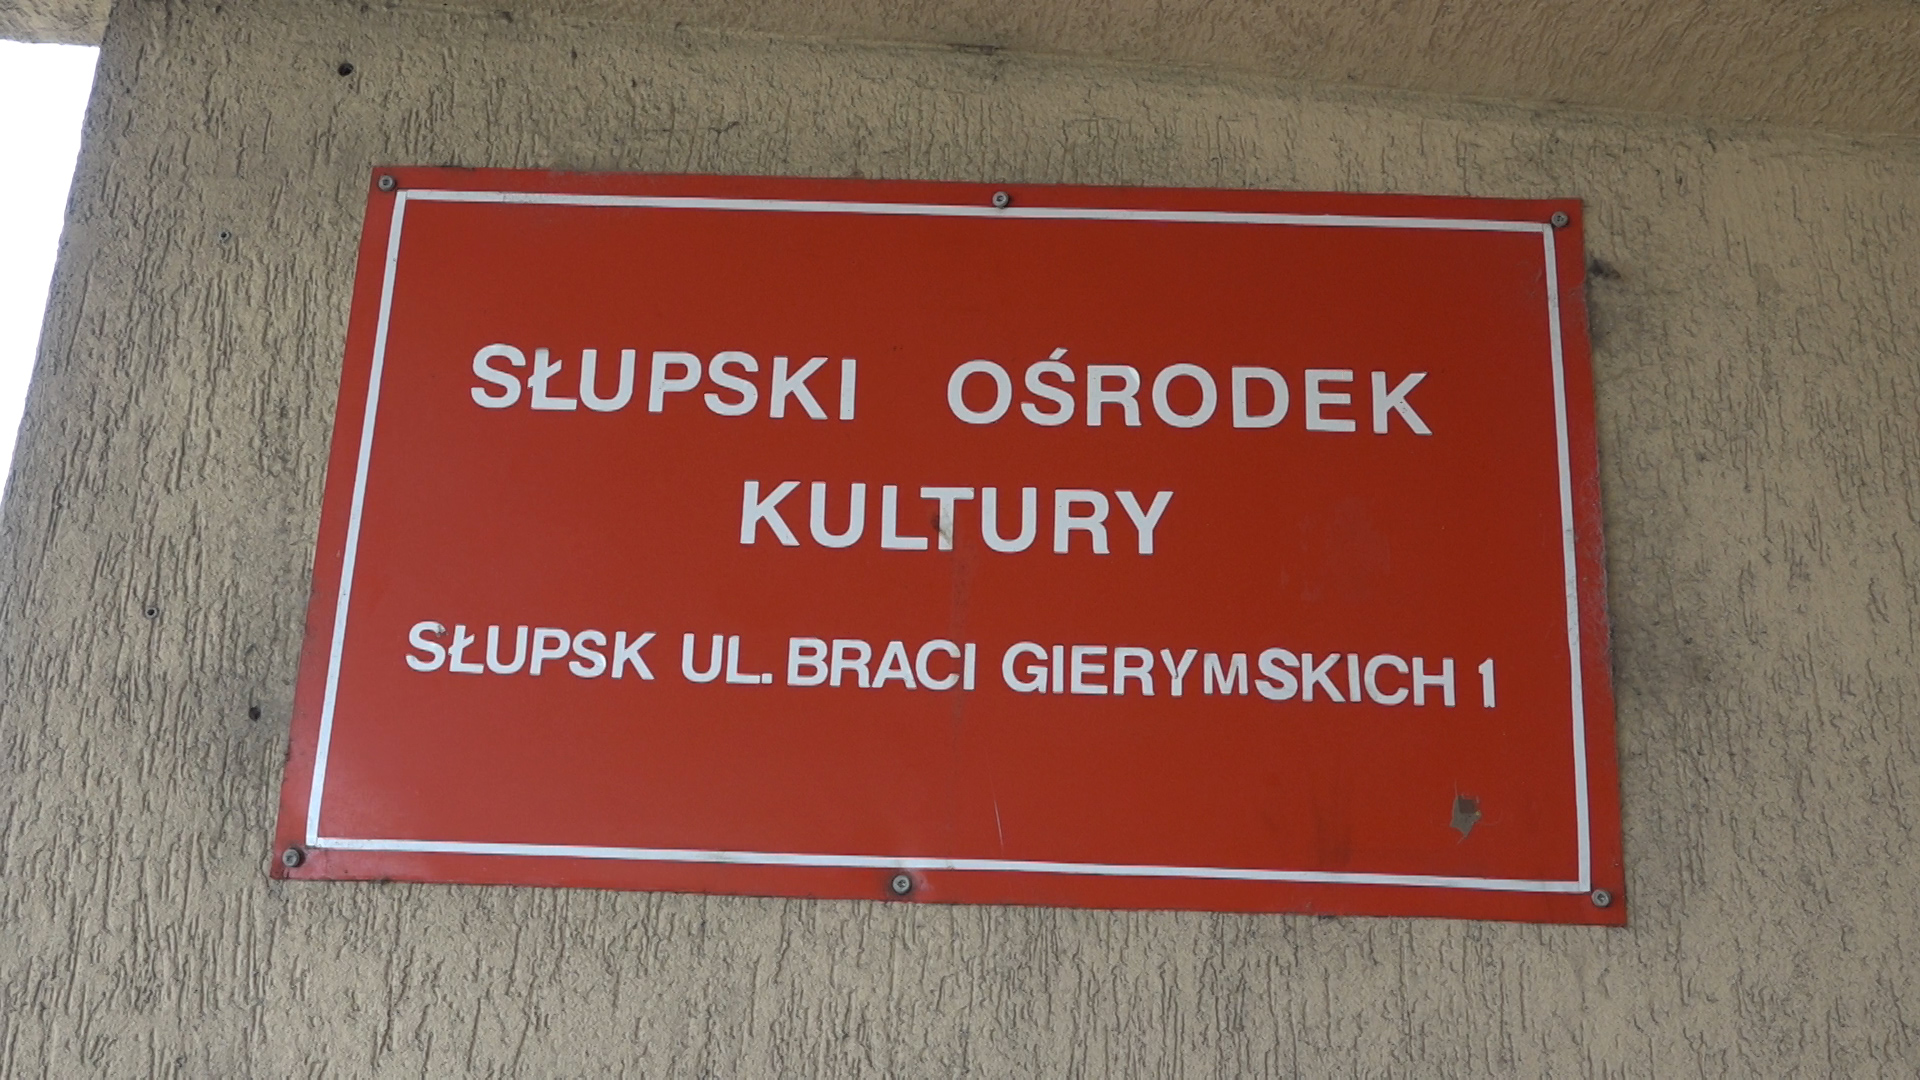 SŁUPSKI OŚRODEK
KULTURY
SŁUPSK UL. BRACI GIERYMSKICH 1